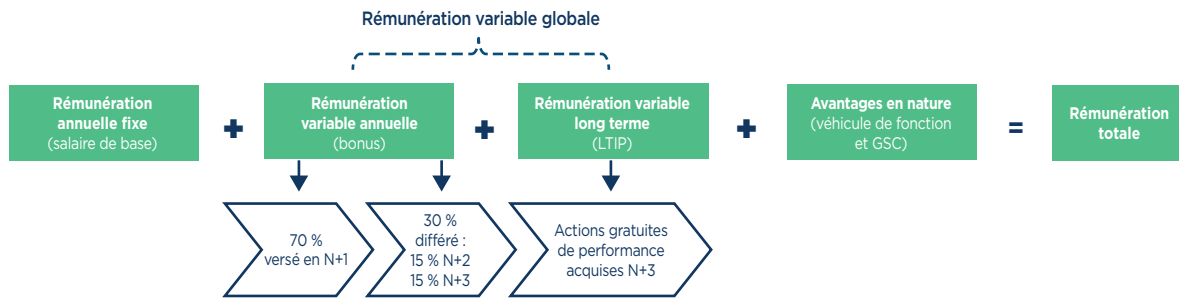 Rémunération variable globale
Rémunération
annuelle fixe
(salaire de base)
+
Rémunération
variable annuelle
(bonus)
+
Rémunération variable
long terme
(LTIP)
+
Avantages en nature
(véhicule de fonction
et GSC)
=
Rémunération
totale
70 %
versé en N+1
30 %
différé :
15 % N+2
15 % N+3
Actions gratuites
de performance
acquises N+3